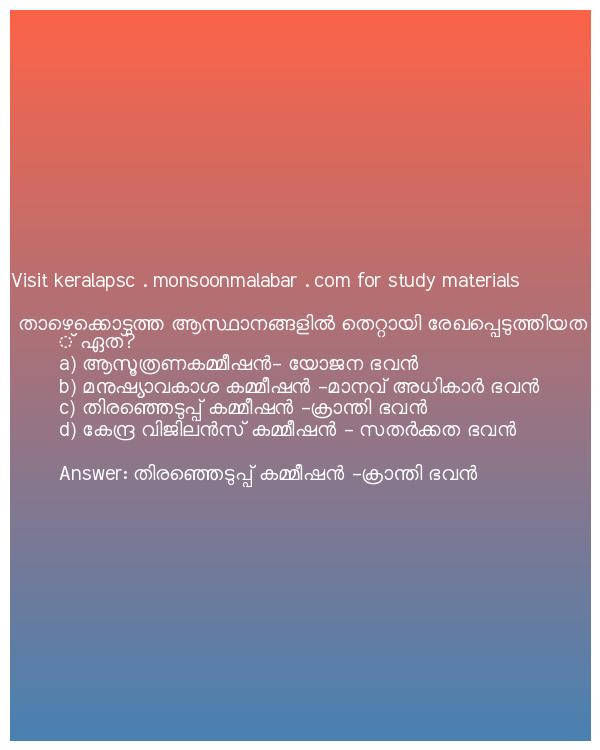 Visit keralapsc . monsoonmalabar . com for study materials
താഴെക്കൊടുത്ത ആസ്ഥാനങ്ങളിൽ തെറ്റായി രേഖപ്പെടുത്തിയത
് ഏത്?
a) ആസൂത്രണകമ്മീഷൻ- യോജന ഭവൻ
b) മനുഷ്യാവകാശ കമ്മീഷൻ -മാനവ് അധികാർ ഭവൻ
c) തിരഞ്ഞെടുപ്പ് കമ്മീഷൻ -ക്രാന്തി ഭവൻ
d) കേന്ദ്ര വിജിലൻസ് കമ്മീഷൻ - സതർക്കത ഭവൻ
Answer: തിരഞ്ഞെടുപ്പ് കമ്മീഷൻ -ക്രാന്തി ഭവൻ